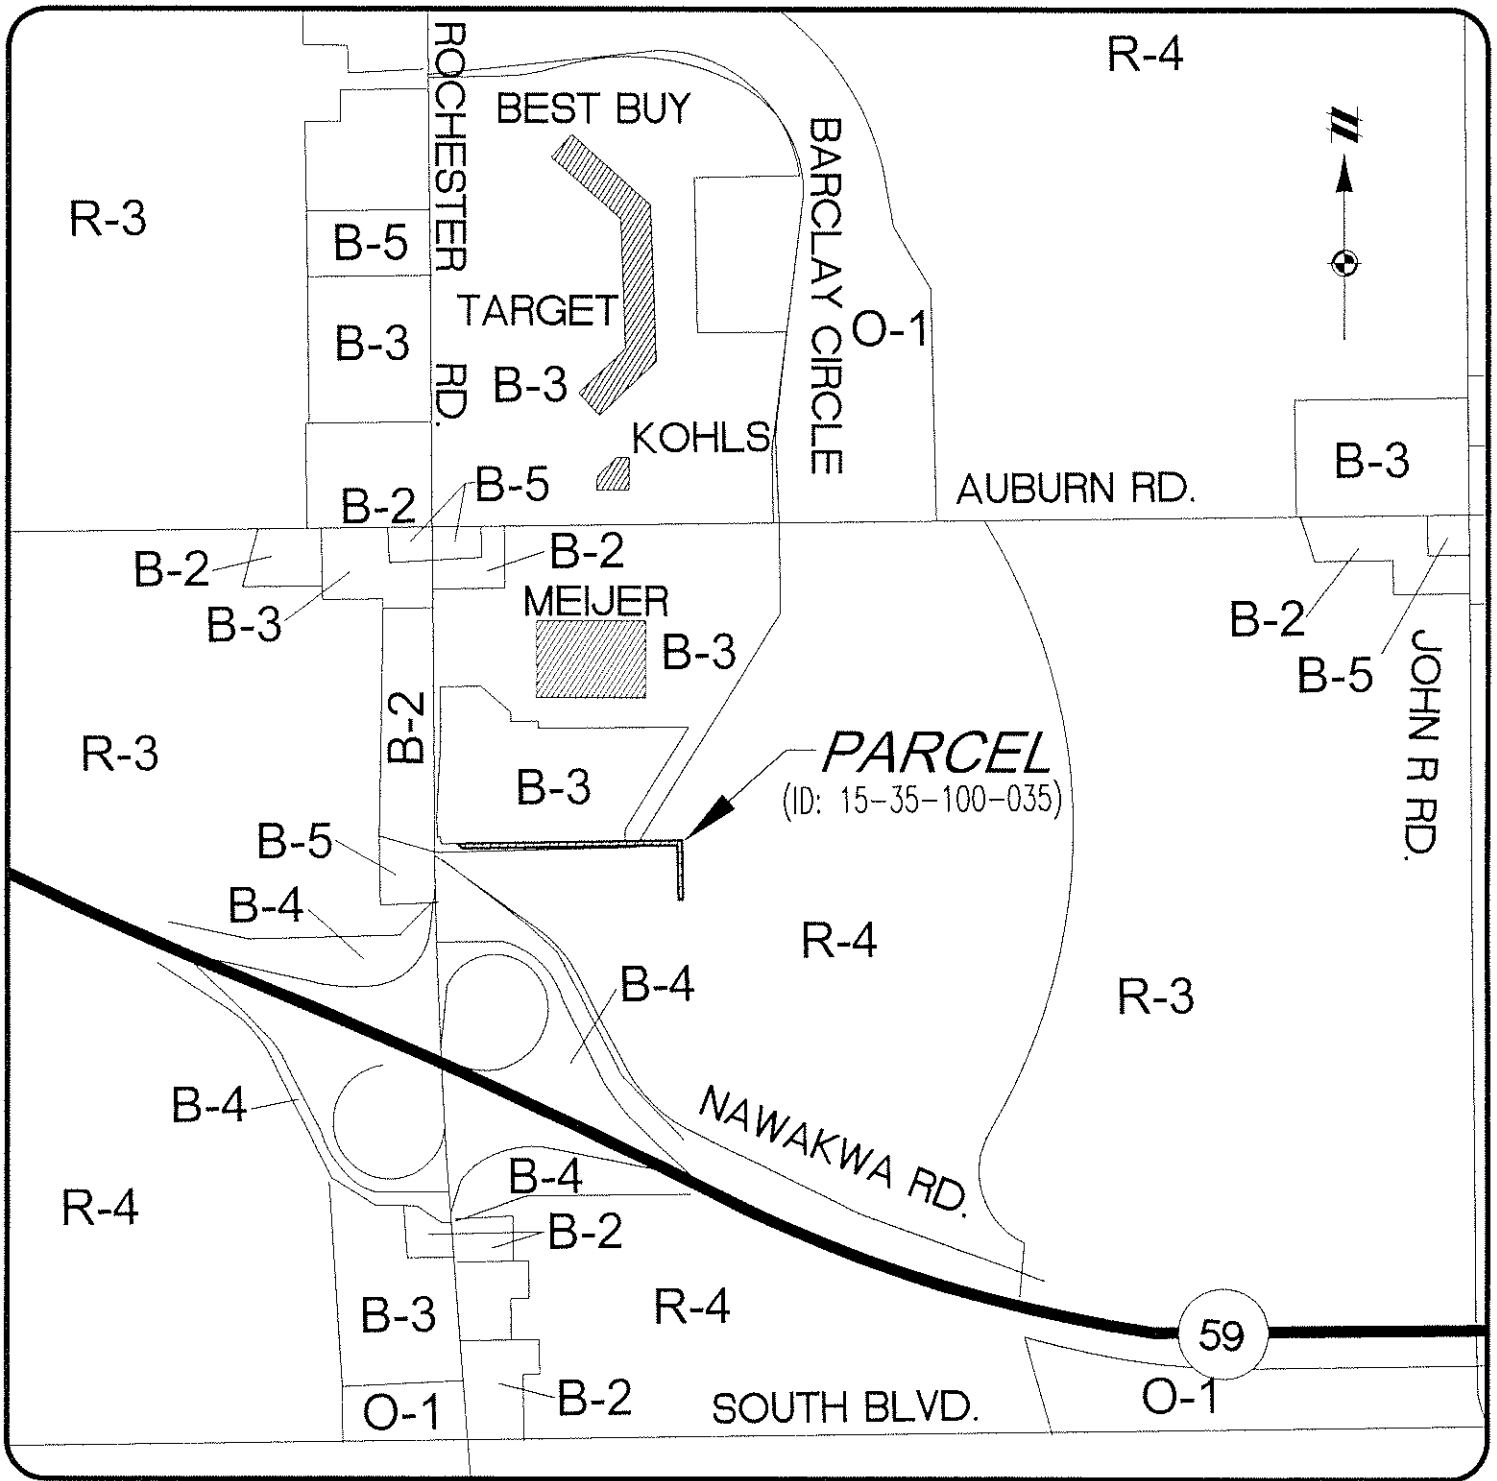 R-4
ROCHESTER RD.
BEST BUY
N
BARCLAY CIRCLE
R-3
B-5
TARGET
O-1
B-3
B-3
KOHLS
B-3
B-5
AUBURN RD.
B-2
B-2
B-2
MEIJER
B-3
B-3
B-2
B-5
JOHN R RD.
B-2
R-3
PARCEL
B-3
(ID: 15-35-100-035)
B-5
B-4
R-4
B-4
R-3
B-4
NAWAKWA RD.
B-4
R-4
B-2
B-3
R-4
59
B-2
O-1
SOUTH BLVD.
O-1